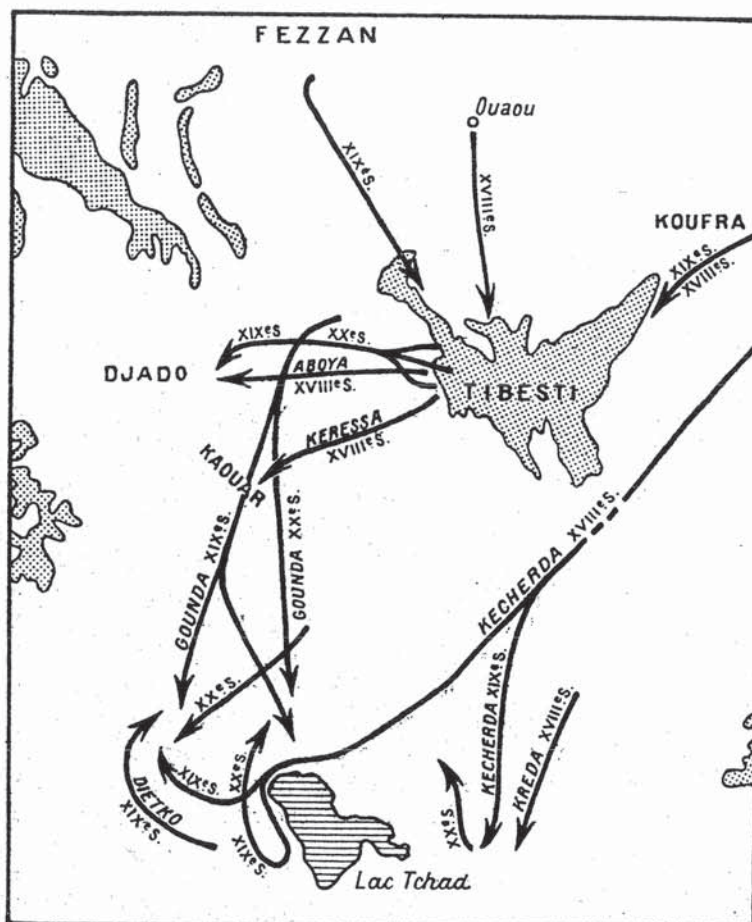 FEZZAN
Ouaou
XIXe S.
XVIIIe S.
KOUFRA
XIXe S.
XVIIIe S.
XIXe S
XXe S.
DJADO
ABOYA
XVIIIe S.
TIBESTI
KERESSA
XVIIIe S.
KAOUAR
GOUNDA XIXe S.
GOUNDA XXe S.
KECHERDA XVIIIe S.
XXe S.
KECHERDA XIXe S.
KREDA XVIIIe S.
XIXe S.
XXe S.
DIETKO
XIXe S.
XIXe S.
XXe S.
Lac Tchad